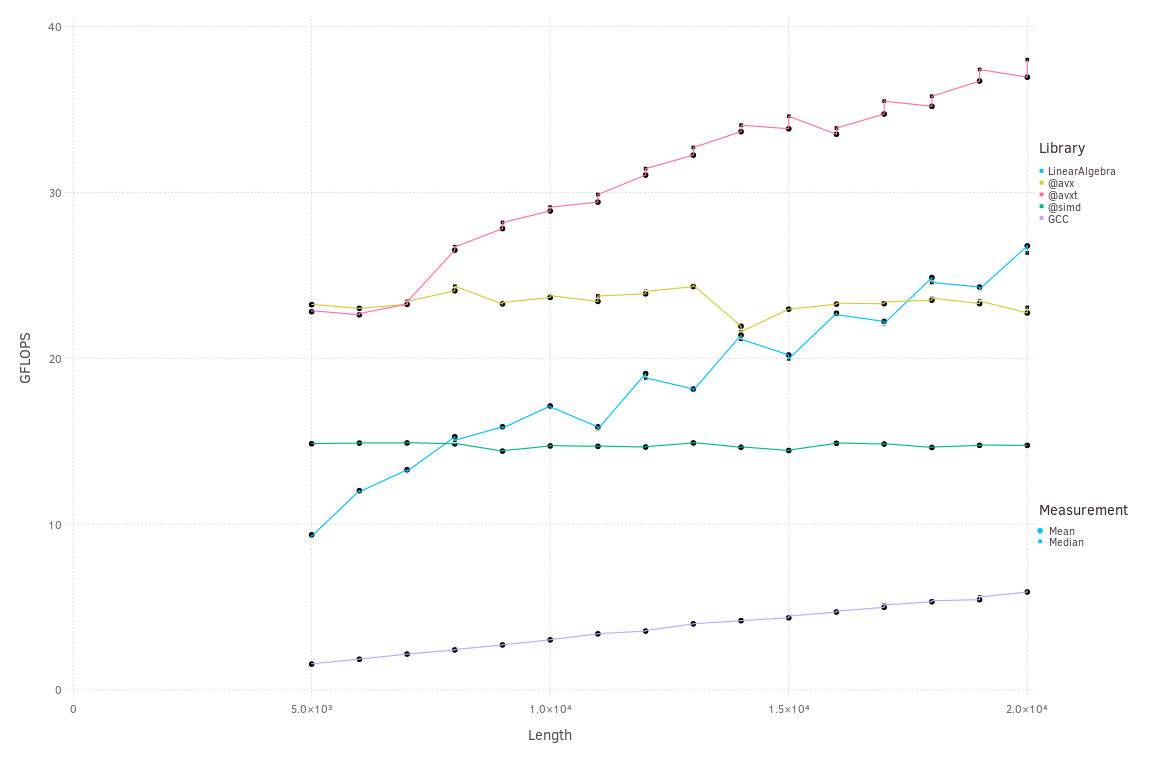 40
30
20
10
0
GFLOPS
0
5.0×10³
1.0×10⁴
1.5×10⁴
2.0×10⁴
Length
Library
LinearAlgebra
@avx
@avxt
@simd
GCC
Measurement
Mean
Median